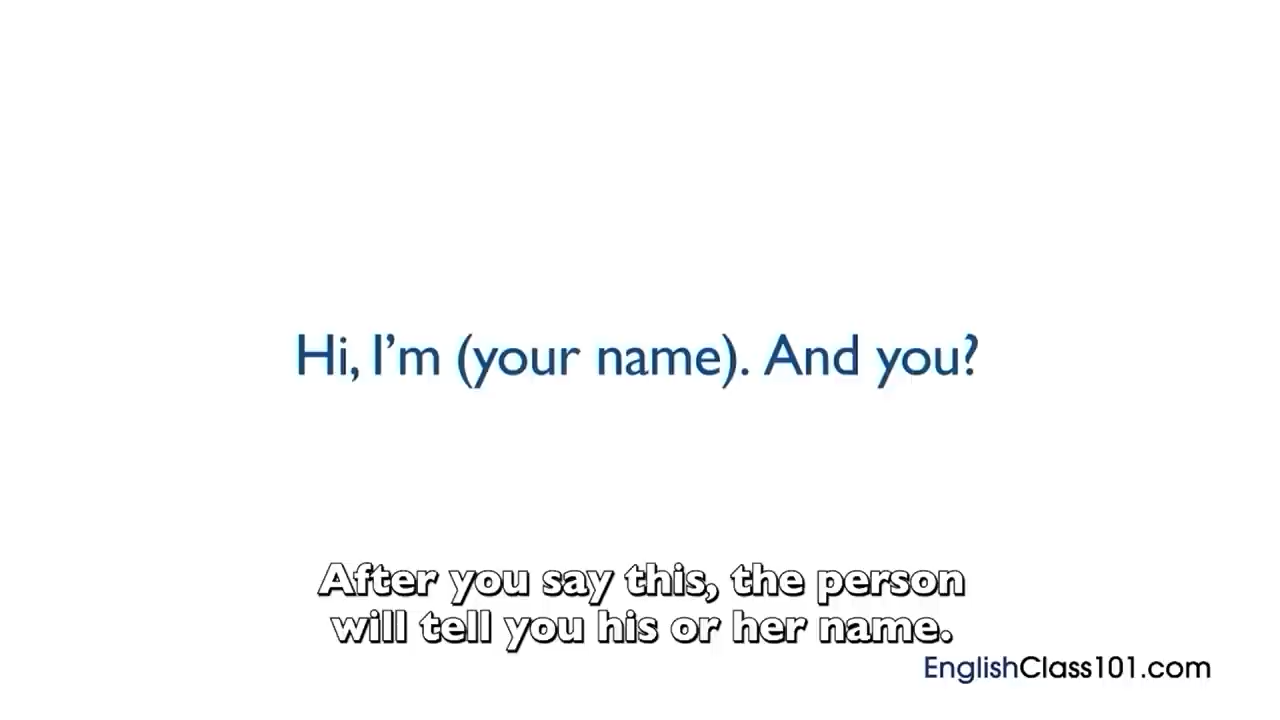 Hi, I'm (your name). And you?
After you say this, the person
will tell you his or her name.
EnglishClass101.com